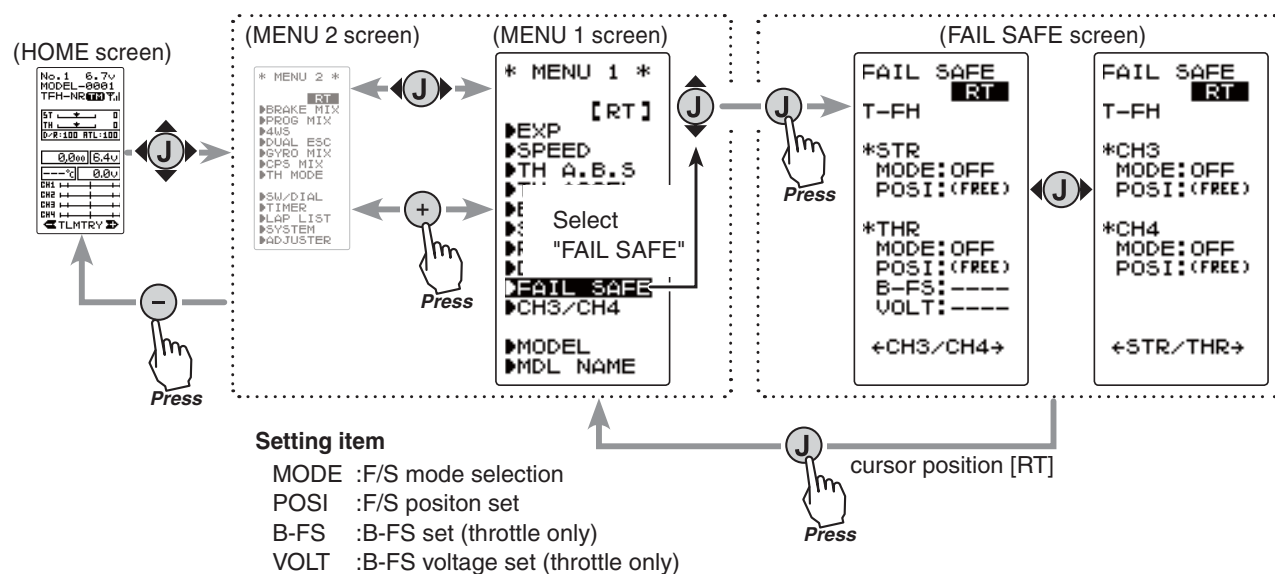 (HOME screen)
No.1 6.7v
MODEL-0001
TFH-NR TM
ST 0
TH 0
D/R:100 ATL:100
0.0 6.4v
---°C 0.0v
CH1
CH2
CH3
CH4
TLMTRY
J
−
Press
(MENU 2 screen)
* MENU 2 *
RT
BRAKE MIX
PROG MIX
4WS
DUAL ESC
GYRO MIX
CPS MIX
TH MODE
SW/DIAL
TIMER
LAP LIST
SYSTEM
ADJUSTER
J
+
Press
(MENU 1 screen)
* MENU 1 *
[RT]
EXP
SPEED
TH A.B.S
Select
"FAIL SAFE"
FAIL SAFE
CH3/CH4
MODEL
MDL NAME
J
J
Press
(FAIL SAFE screen)
FAIL SAFE
RT
T-FH
*STR
MODE:OFF
POSI:(FREE)
*THR
MODE:OFF
POSI:(FREE)
B-FS:----
VOLT:----
←CH3/CH4→
J
FAIL SAFE
RT
T-FH
*CH3
MODE:OFF
POSI:(FREE)
*CH4
MODE:OFF
POSI:(FREE)
←STR/THR→
J
Press
cursor position [RT]
Setting item
MODE :F/S mode selection
POSI :F/S positon set
B-FS :B-FS set (throttle only)
VOLT :B-FS voltage set (throttle only)